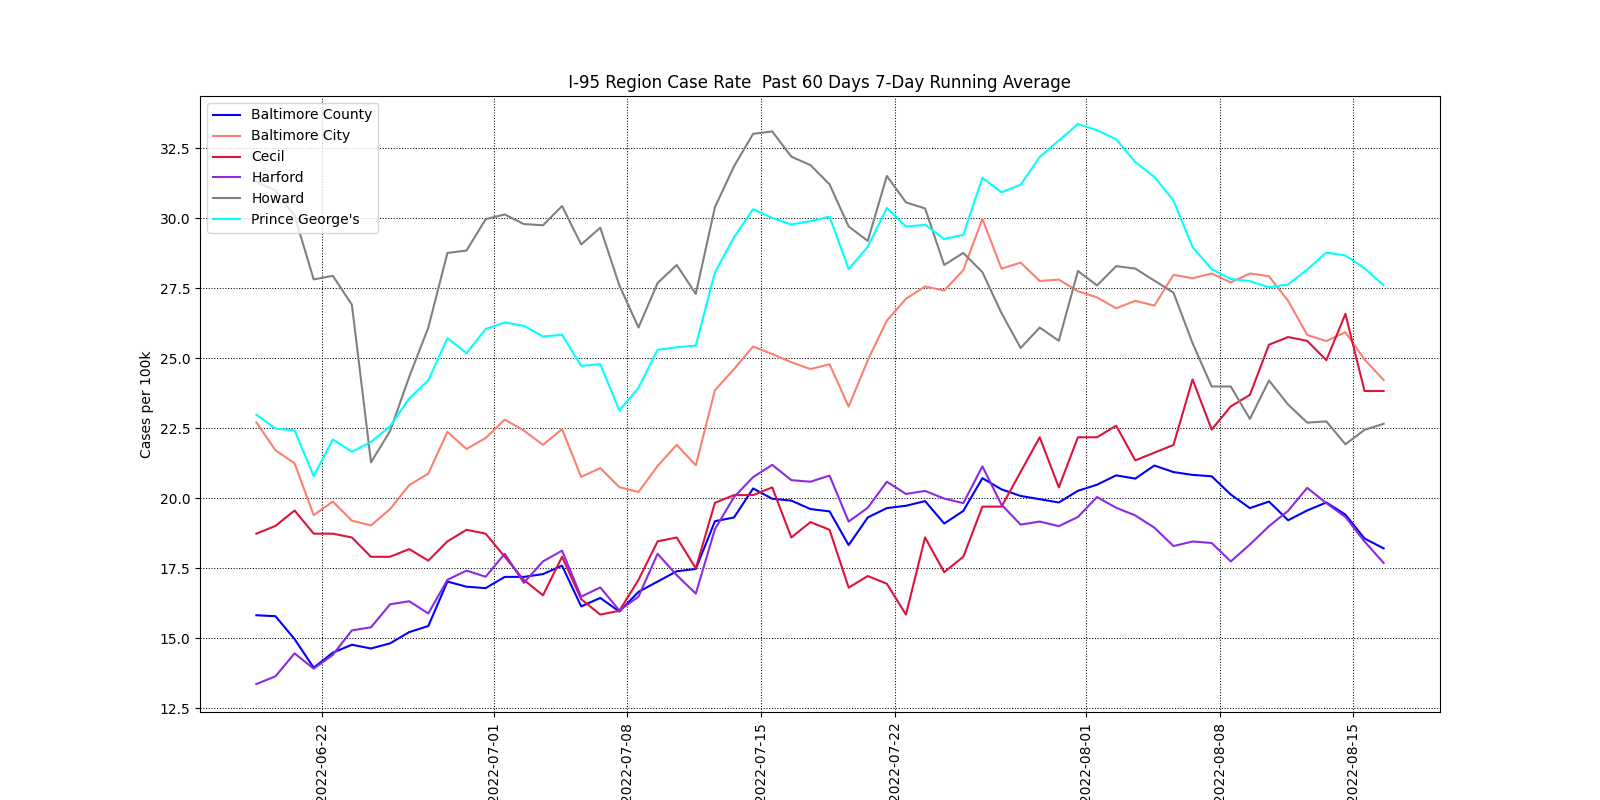 I-95 Region Case Rate  Past 60 Days 7-Day Running Average
Baltimore County
Baltimore City
Cecil
Harford
Howard
Prince George's
Cases per 100k
32.5
30.0
27.5
25.0
22.5
20.0
17.5
15.0
12.5
2022-06-22
2022-07-01
2022-07-08
2022-07-15
2022-07-22
2022-08-01
2022-08-08
2022-08-15